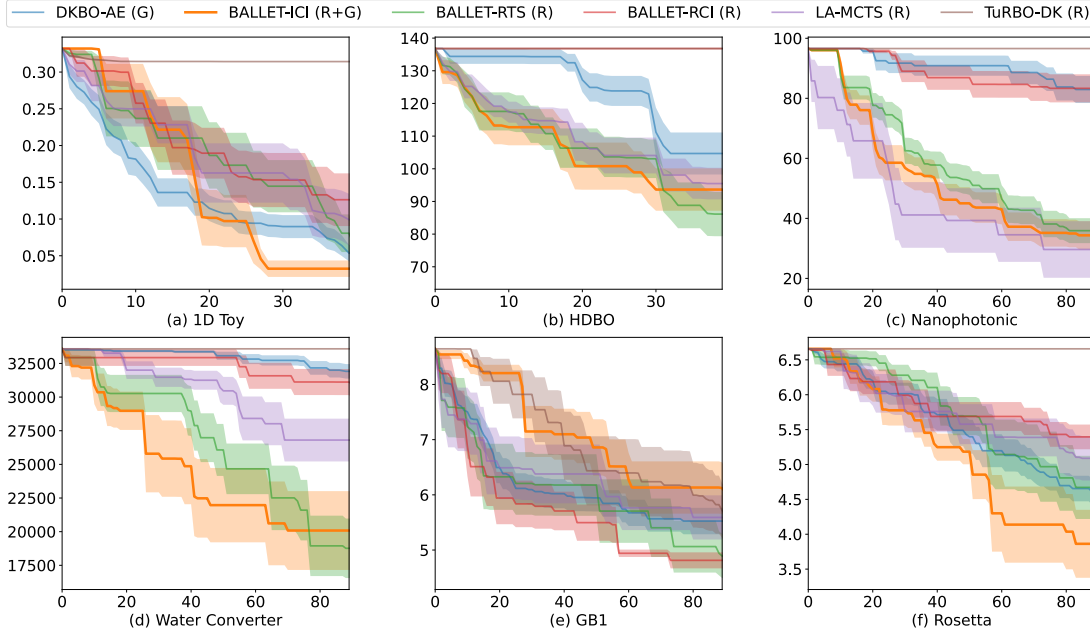 DKBO-AE (G) BALLET-ICI (R+G) BALLET-RTS (R) BALLET-RCI (R) LA-MCTS (R) TuRBO-DK (R)
0.30
0.25
0.20
0.15
0.10
0.05
0 10 20 30
(a) 1D Toy
140
130
120
110
100
90
80
70
0 10 20 30
(b) HDBO
100
80
60
40
20
0 20 40 60 80
(c) Nanophotonic
32500
30000
27500
25000
22500
20000
17500
0 20 40 60 80
(d) Water Converter
8
7
6
5
0 20 40 60 80
(e) GB1
6.5
6.0
5.5
5.0
4.5
4.0
3.5
0 20 40 60 80
(f) Rosetta